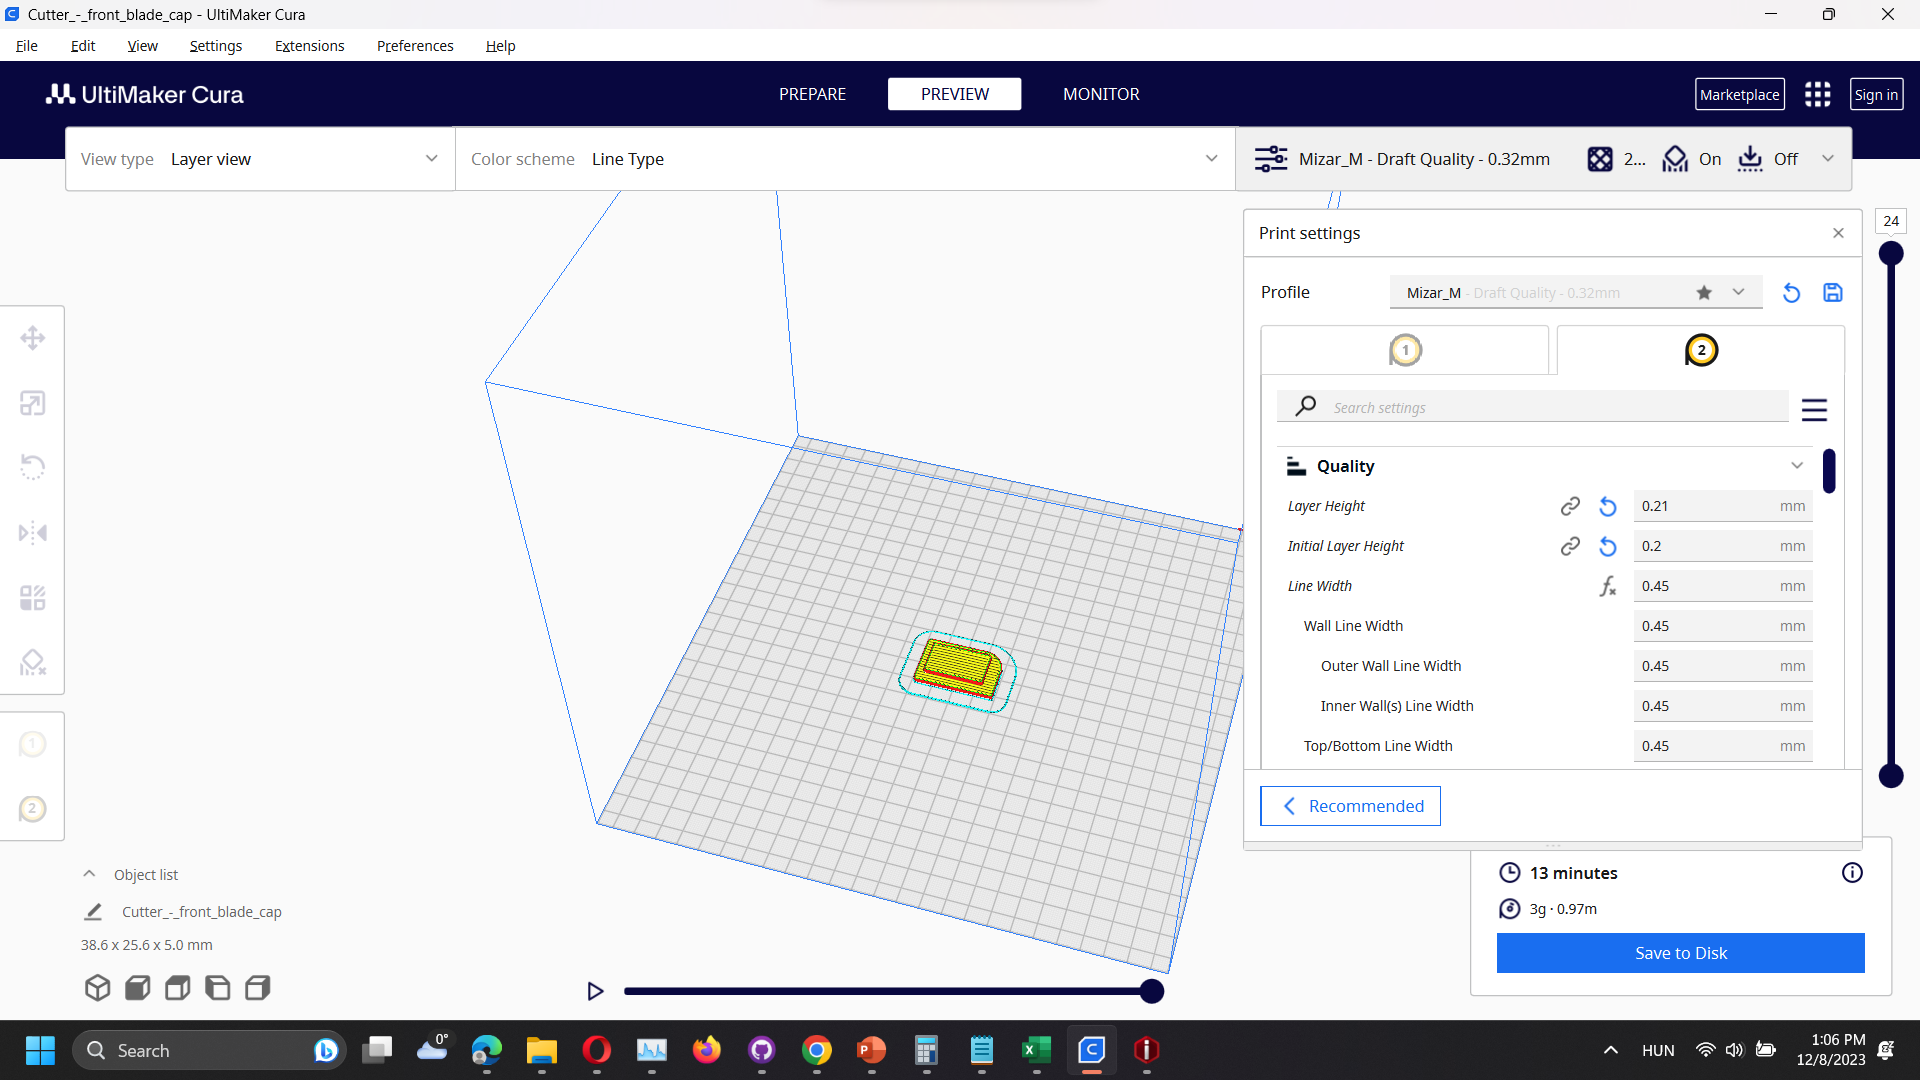 Cutter_-_front_blade_cap - UltiMaker Cura
File Edit View Settings Extensions Preferences Help
UltiMaker Cura
PREPARE PREVIEW MONITOR
Marketplace Sign in
View type Layer view
Color scheme Line Type
Mizar_M - Draft Quality - 0.32mm 2... On Off
Print settings
24
Profile Mizar_M - Draft Quality - 0.32mm
1 2
Search settings
Quality
Layer Height 0.21 mm
Initial Layer Height 0.2 mm
Line Width 0.45 mm
Wall Line Width 0.45 mm
Outer Wall Line Width 0.45 mm
Inner Wall(s) Line Width 0.45 mm
Top/Bottom Line Width 0.45 mm
Recommended
1
2
Object list
Cutter_-_front_blade_cap
38.6 x 25.6 x 5.0 mm
13 minutes
3g · 0.97m
Save to Disk
Search
0°
HUN
1:06 PM
12/8/2023